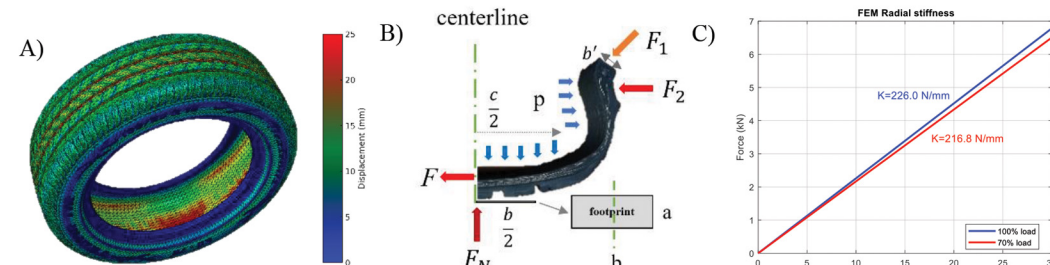 A)
25
20
15
10
5
0
Displacement (mm)
B)
centerline
b'
F₁
p
F₂
c
2
F
b
2
footprint
a
b
F_N
C)
FEM Radial stiffness
7
6
5
4
3
2
1
0
Force (kN)
K=226.0 N/mm
K=216.8 N/mm
100% load
70% load
0
5
10
15
20
25